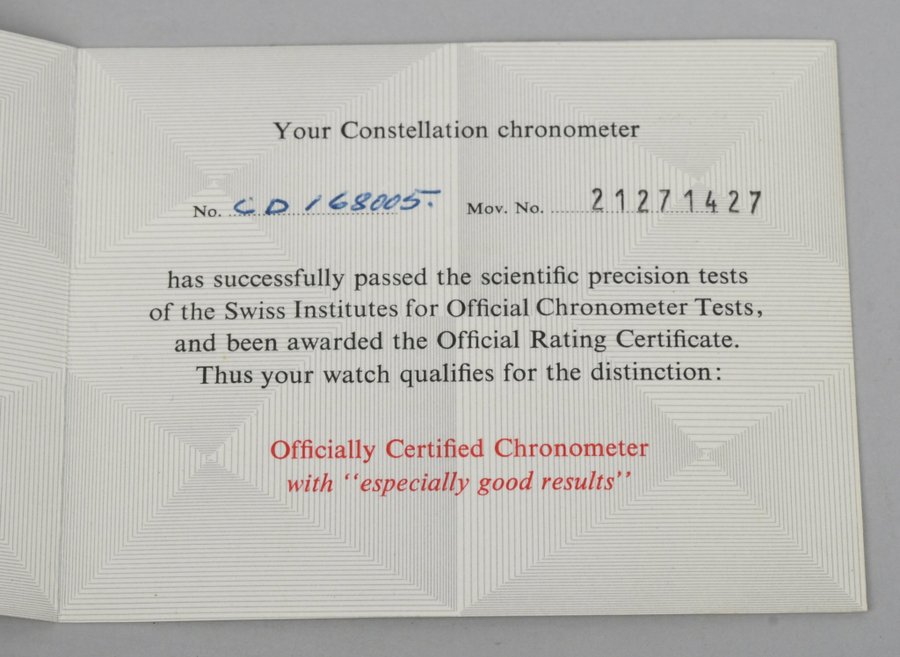 Your Constellation chronometer
No. CD 168005. Mov. No. 21271427
has successfully passed the scientific precision tests
of the Swiss Institutes for Official Chronometer Tests,
and been awarded the Official Rating Certificate.
Thus your watch qualifies for the distinction:
Officially Certified Chronometer
with "especially good results"